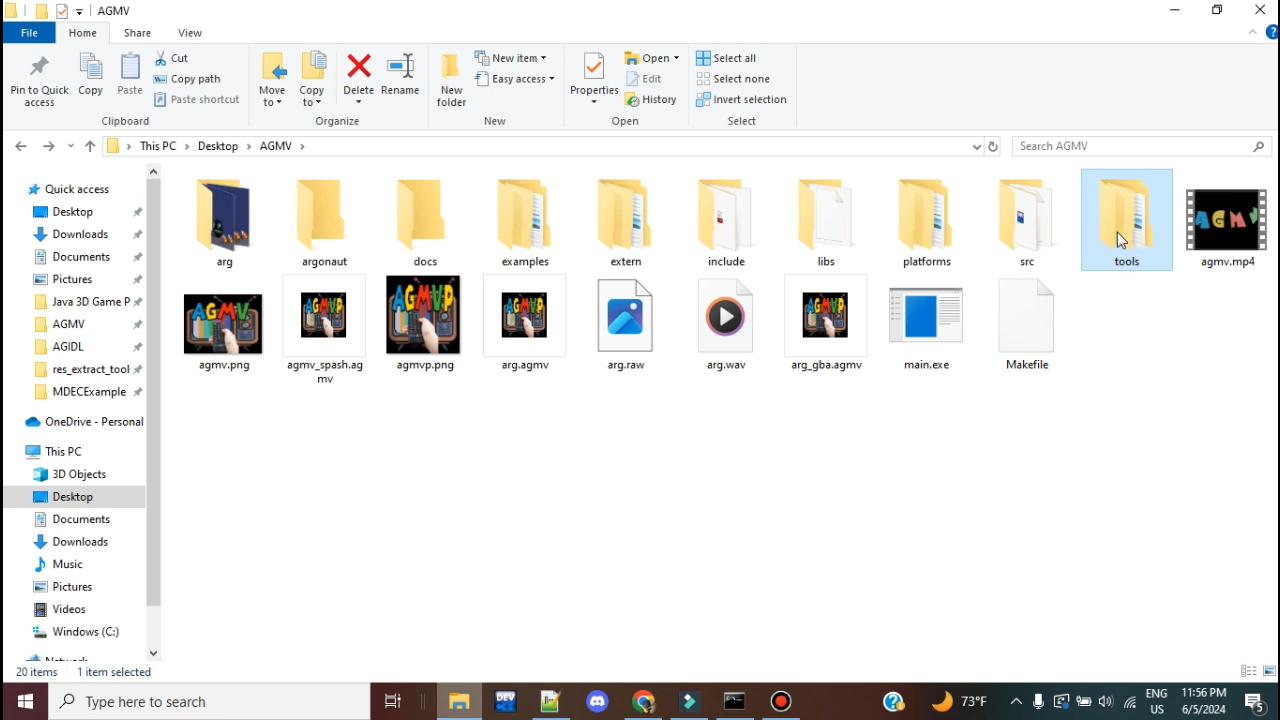 AGMV
File Home Share View
Pin to Quick access
Copy
Paste
Cut
Copy path
Paste shortcut
Move to
Copy to
Delete
Rename
New folder
New item
Easy access
Properties
Open
Edit
History
Select all
Select none
Invert selection
Clipboard Organize New Open Select
This PC Desktop AGMV
Search AGMV
Quick access
Desktop
Downloads
Documents
Pictures
Java 3D Game P
AGMV
AGIDL
res_extract_tool
MDECExample
OneDrive - Personal
This PC
3D Objects
Desktop
Documents
Downloads
Music
Pictures
Videos
Windows (C:)
Network
arg argonaut docs examples extern include libs platforms src tools agmv.mp4
agmv.png agmv_spash.ag agmvp.png arg.agmv arg.raw arg.wav arg_gba.agmv main.exe Makefile
mv
20 items 1 item selected
Type here to search
DEV
73°F
ENG
US
11:56 PM
6/5/2024
5